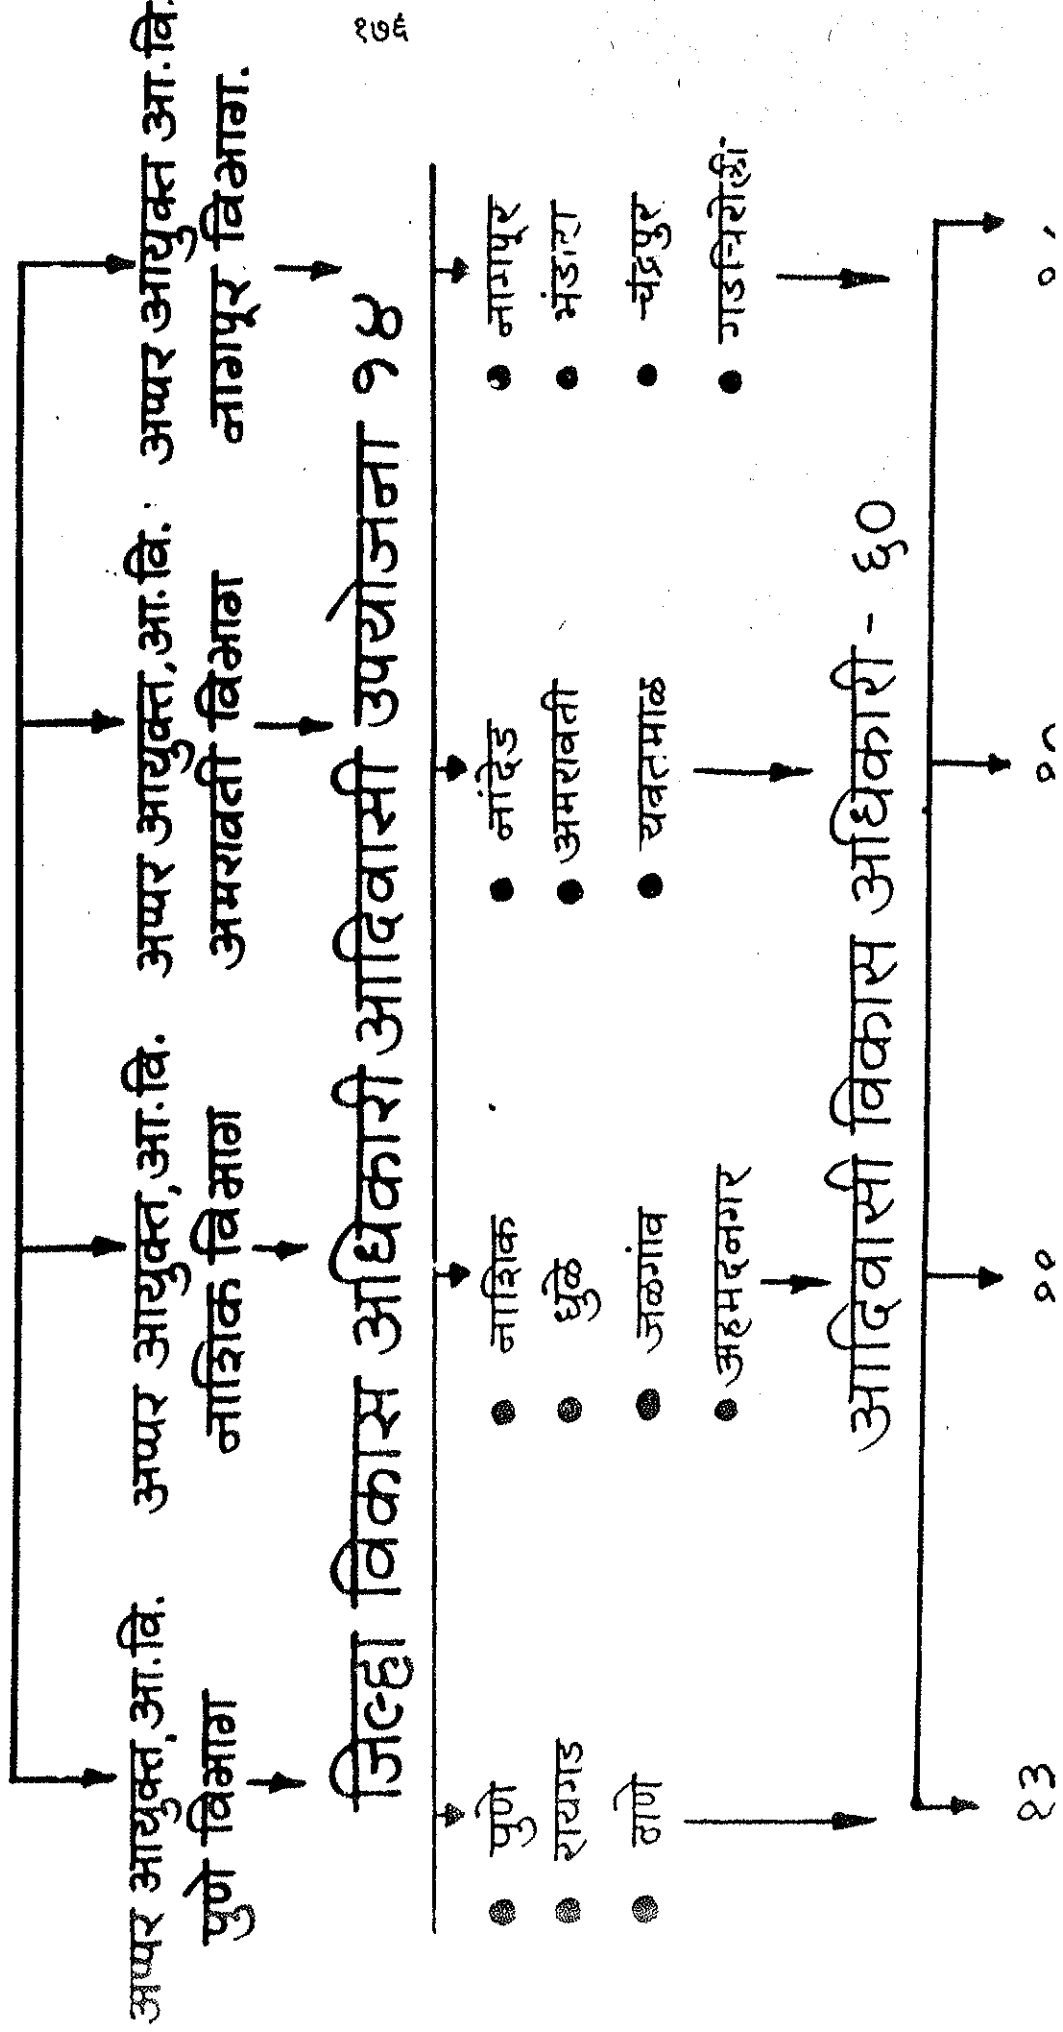 १७६
अप्पर आयुक्त,आ.वि. पुणे विभाग
अप्पर आयुक्त,आ.वि. नाशिक विभाग
अप्पर आयुक्त,आ.वि. अमरावती विभाग
अप्पर आयुक्त आ.वि. नागपूर विभाग.
जिल्हा विकास अधिकारी आदिवासी उपयोजना १४
पुणे
रायगड
ठाणे
नाशिक
धुळे
जळगांव
अहमदनगर
नांदेड
अमरावती
यवतमाळ
नागपूर
भंडारा
चंद्रपुर
गडचिरोली
आदिवासी विकास अधिकारी - ६०
१३